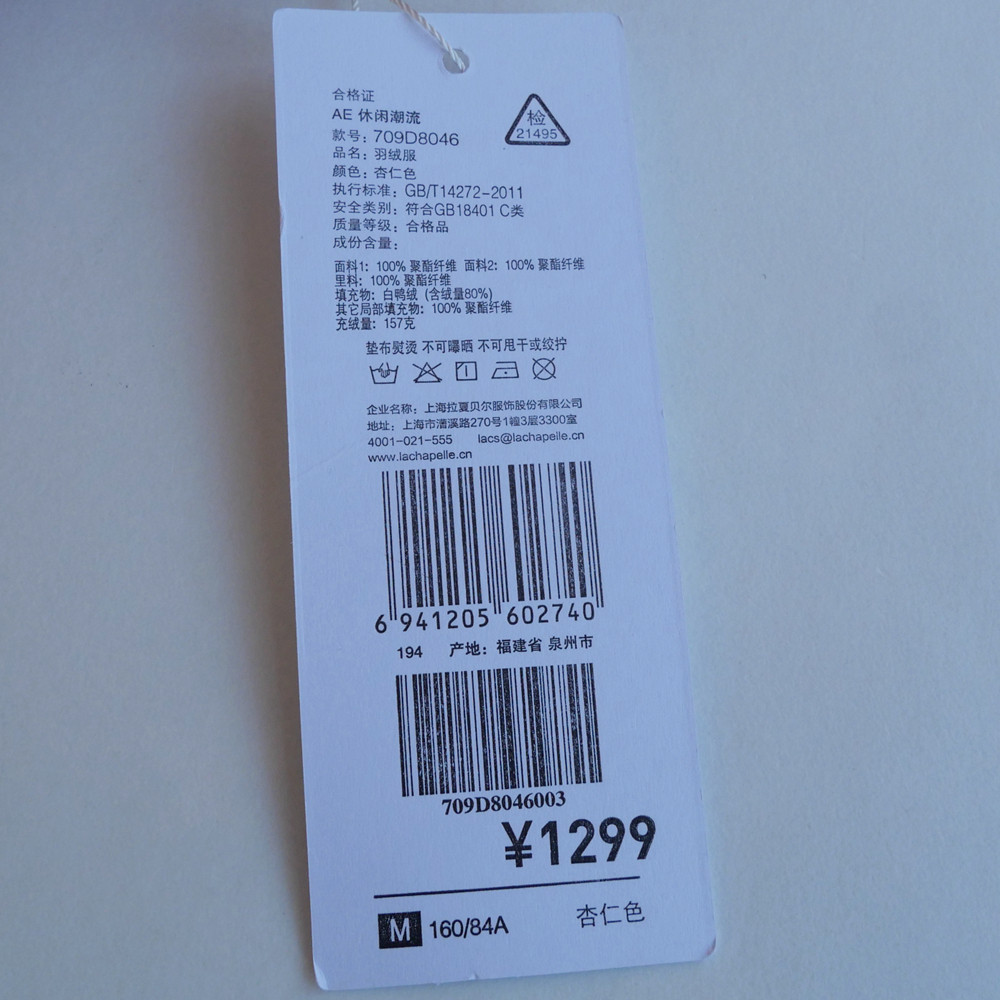 合格证
AE 休闲潮流
检
21495
款号：709D8046
品名：羽绒服
颜色：杏仁色
执行标准：GB/T14272-2011
安全类别：符合GB18401 C类
质量等级：合格品
成份含量：
面料1：100% 聚酯纤维 面料2：100% 聚酯纤维
里料：100% 聚酯纤维
填充物：白鸭绒（含绒量80%）
其它局部填充物：100% 聚酯纤维
充绒量：157克
垫布熨烫 不可曝晒 不可甩干或绞拧
企业名称：上海拉夏贝尔服饰股份有限公司
地址：上海市漕溪路270号1幢3层3300室
4001-021-555 lacs@lachapelle.cn
www.lachapelle.cn
6 941205 602740
194 产地：福建省 泉州市
709D8046003
¥1299
M 160/84A 杏仁色